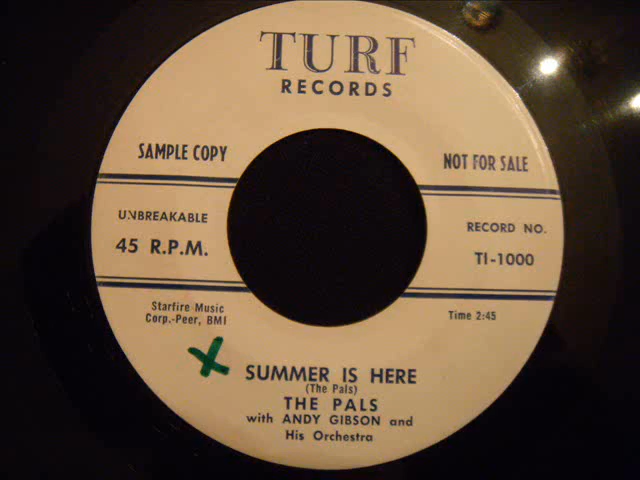 TURF
RECORDS
SAMPLE COPY
NOT FOR SALE
UNBREAKABLE
45 R.P.M.
RECORD NO.
TI-1000
Starfire Music
Corp.-Peer, BMI
Time 2:45
X
SUMMER IS HERE
(The Pals)
THE PALS
with ANDY GIBSON and
His Orchestra